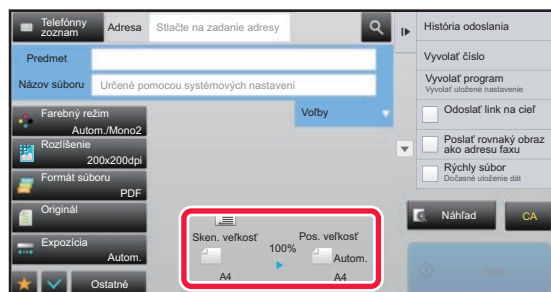 Telefónny zoznam
Adresa
Stlačte na zadanie adresy
Predmet
Názov súboru
Určené pomocou systémových nastavení
Farebný režim
Autom./Mono2
Rozlíšenie
200x200dpi
Formát súboru
PDF
Originál
Expozícia
Autom.
Ostatné
Voľby
Sken. veľkosť
100%
Pos. veľkosť
Autom.
A4
A4
História odoslania
Vyvolať číslo
Vyvolať program
Vyvolať uložené nastavenie
Odoslať link na cieľ
Poslať rovnaký obraz
ako adresu faxu
Rýchly súbor
Dočasné uloženie dát
Náhľad
CA
Štart